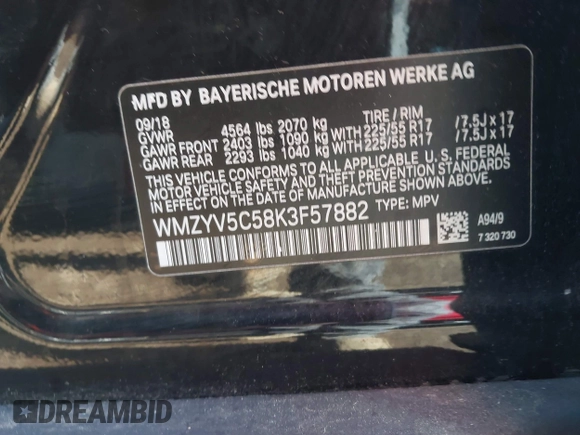 MFD BY BAYERISCHE MOTOREN WERKE AG
09/18 TIRE / RIM
GVWR 4564 lbs 2070 kg
GAWR FRONT 2403 lbs 1090 kg WITH 225/55 R17 /7.5J x 17
GAWR REAR 2293 lbs 1040 kg WITH 225/55 R17 /7.5J x 17
THIS VEHICLE CONFORMS TO ALL APPLICABLE U.S. FEDERAL
MOTOR VEHICLE SAFETY BUMPER AND THEFT PREVENTION STANDARDS
IN EFFECT ON THE DATE OF MANUFACTURE SHOWN ABOVE.
WMZYV5C58K3F57882 TYPE: MPV
A94/9
7 320 730
DREAMBID